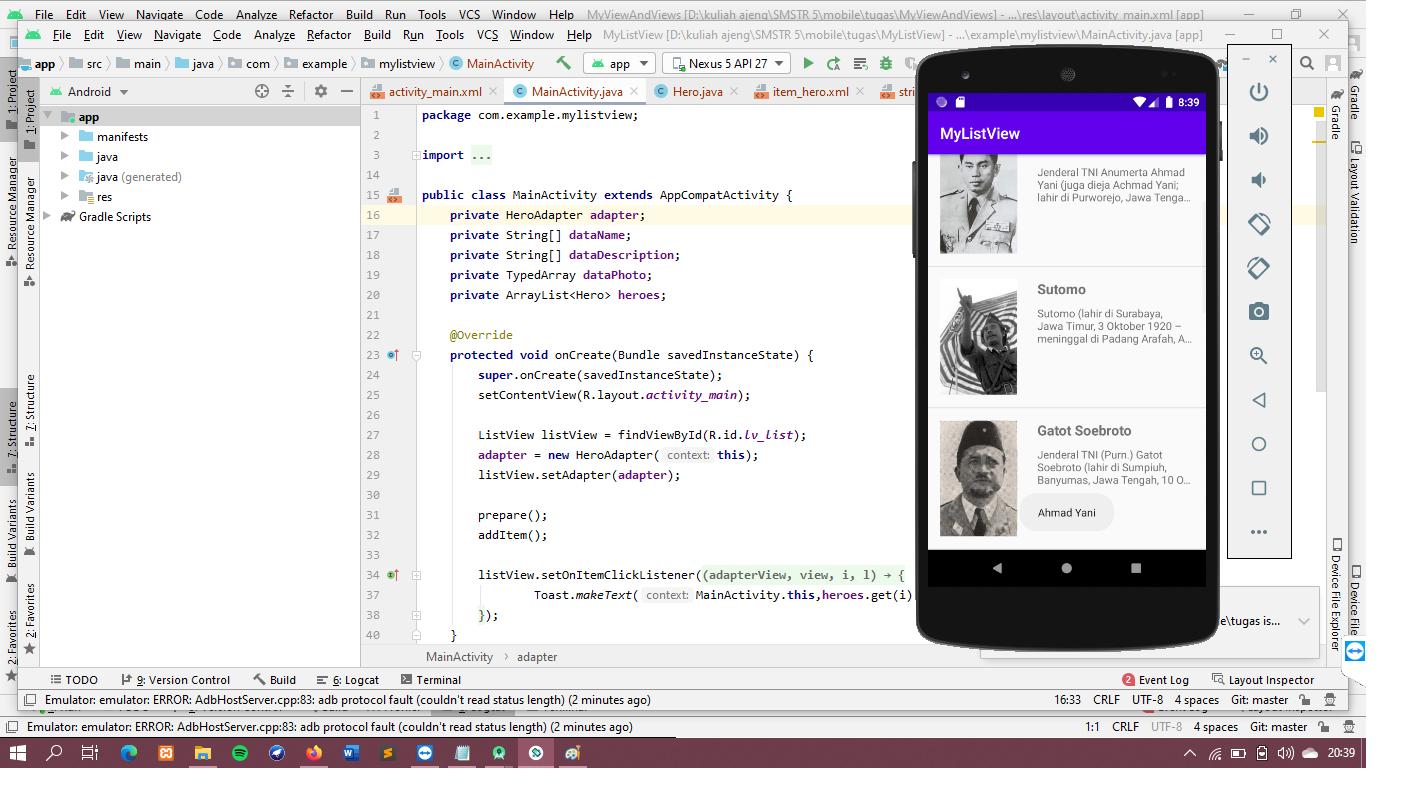 File Edit View Navigate Code Analyze Refactor Build Run Tools VCS Window Help MyViewAndViews [D:\kuliah ajeng\SMSTR 5\mobile\tugas\MyViewAndViews] - ...\res\layout\activity_main.xml [app]
File Edit View Navigate Code Analyze Refactor Build Run Tools VCS Window Help MyListView [D:\kuliah ajeng\SMSTR 5\mobile\tugas\MyListView] - ...\example\mylistview\MainActivity.java [app]
app src main java com example mylistview MainActivity app Nexus 5 API 27
Android
activity_main.xml MainActivity.java Hero.java item_hero.xml stri
app
manifests
java
java (generated)
res
Gradle Scripts
1: Project
Resource Manager
7: Structure
Build Variants
2: Favorites
1: Project
Resource Manager
7: Structure
Build Variants
2: Favorites
1 package com.example.mylistview;
2
3 import ...
14
15 public class MainActivity extends AppCompatActivity {
16 private HeroAdapter adapter;
17 private String[] dataName;
18 private String[] dataDescription;
19 private TypedArray dataPhoto;
20 private ArrayList<Hero> heroes;
21
22 @Override
23 protected void onCreate(Bundle savedInstanceState) {
24 super.onCreate(savedInstanceState);
25 setContentView(R.layout.activity_main);
26
27 ListView listView = findViewById(R.id.lv_list);
28 adapter = new HeroAdapter( context: this);
29 listView.setAdapter(adapter);
30
31 prepare();
32 addItem();
33
34 listView.setOnItemClickListener((adapterView, view, i, l) → {
37 Toast.makeText( context: MainActivity.this,heroes.get(i)
38 });
40 }
MainActivity adapter
8:39
MyListView
Jenderal TNI Anumerta Ahmad
Yani (juga dieja Achmad Yani;
lahir di Purworejo, Jawa Tenga...
Sutomo
Sutomo (lahir di Surabaya,
Jawa Timur, 3 Oktober 1920 –
meninggal di Padang Arafah, A...
Gatot Soebroto
Jenderal TNI (Purn.) Gatot
Soebroto (lahir di Sumpiuh,
Banyumas, Jawa Tengah, 10 O...
Ahmad Yani
e\tugas is...
Gradle
Device File Explorer
Gradle
Layout Validation
Device File
TODO 9: Version Control Build 6: Logcat Terminal 2 Event Log Layout Inspector
Emulator: emulator: ERROR: AdbHostServer.cpp:83: adb protocol fault (couldn't read status length) (2 minutes ago) 16:33 CRLF UTF-8 4 spaces Git: master
Emulator: emulator: ERROR: AdbHostServer.cpp:83: adb protocol fault (couldn't read status length) (2 minutes ago) 1:1 CRLF UTF-8 4 spaces Git: master
20:39